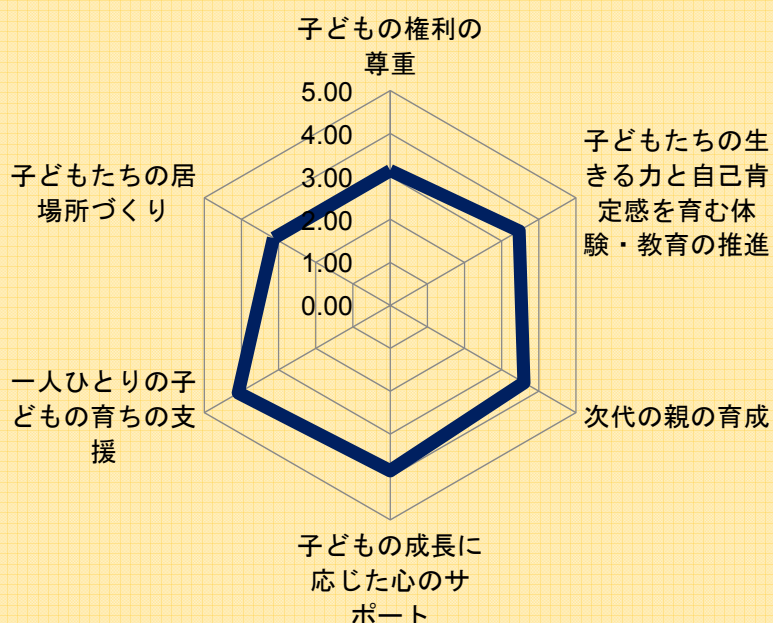 子どもの権利の
尊重
5.00
4.00
3.00
2.00
1.00
0.00
子どもたちの生
きる力と自己肯
定感を育む体
験・教育の推進
次代の親の育成
子どもの成長に
応じた心のサ
ポート
一人ひとりの子
どもの育ちの支
援
子どもたちの居
場所づくり